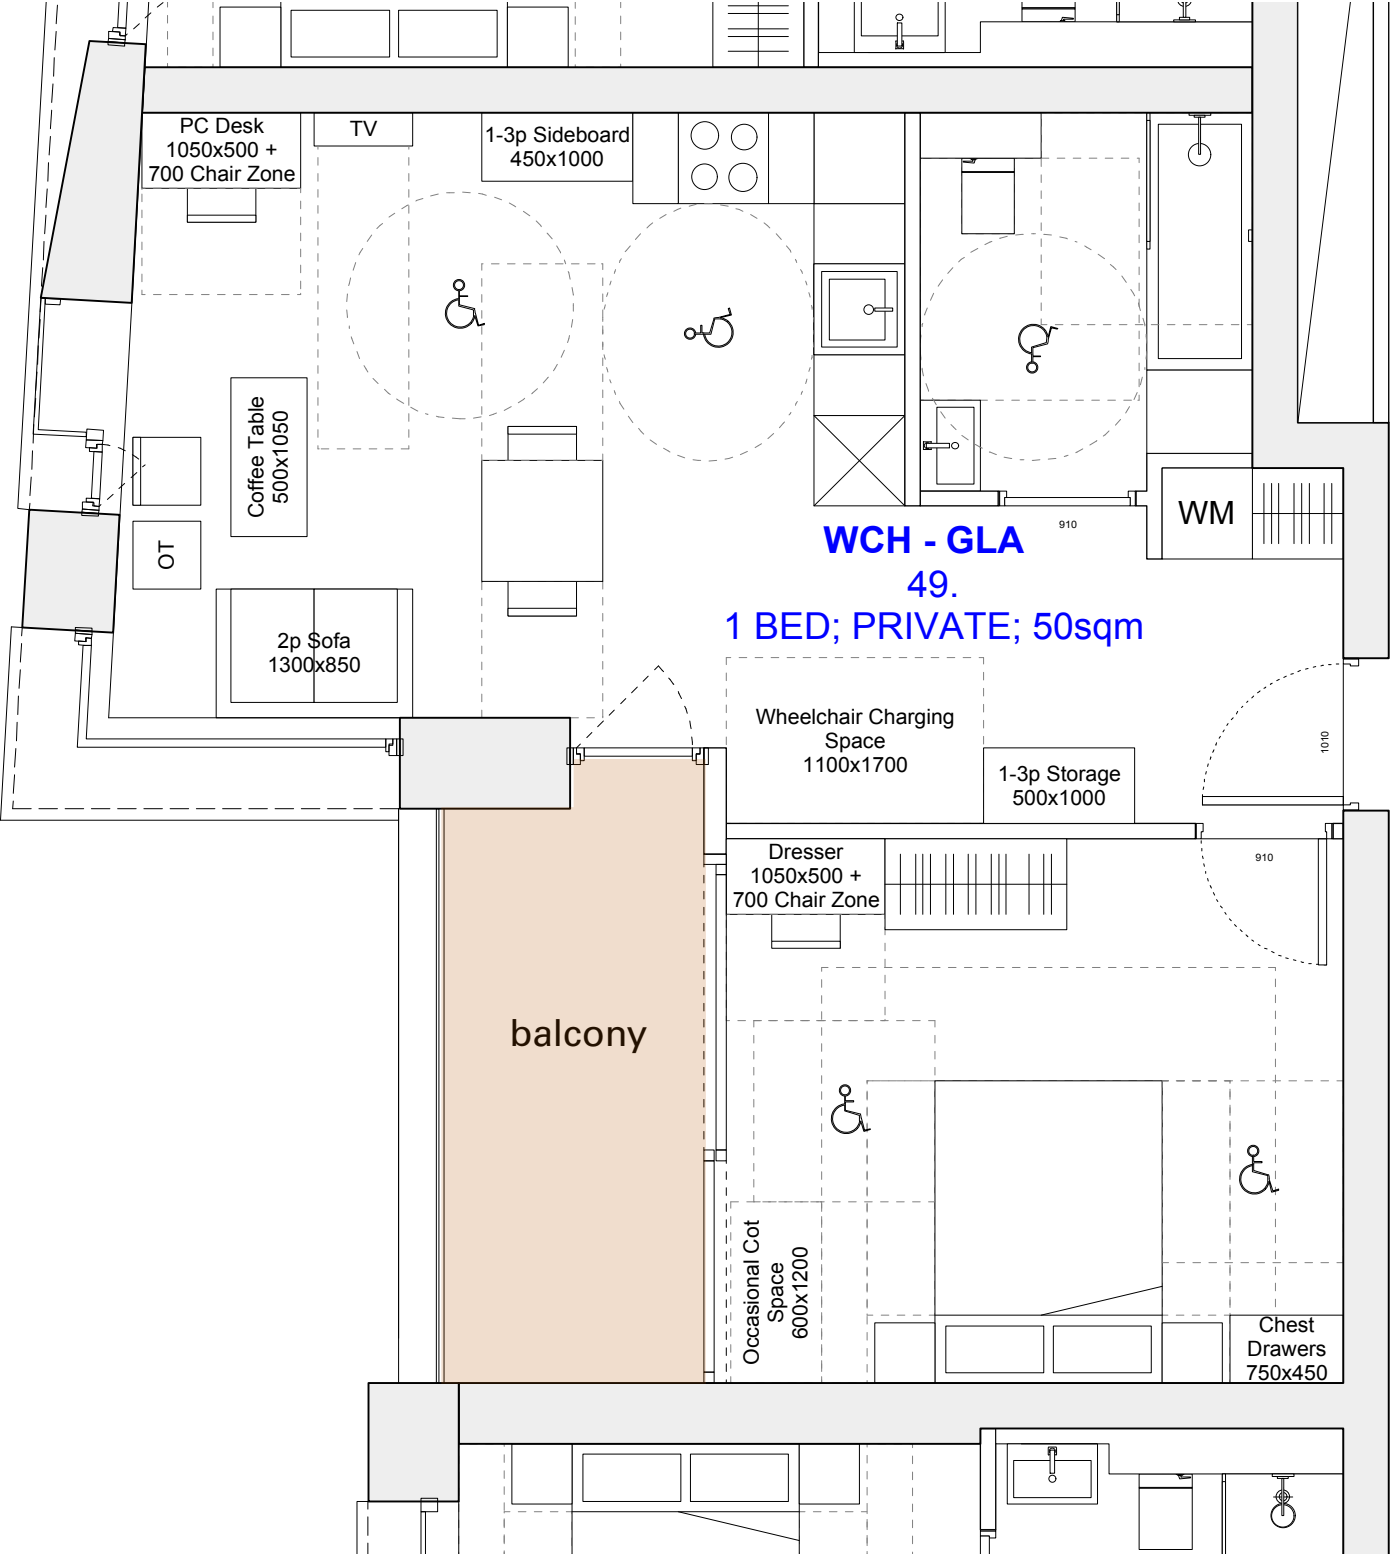 PC Desk
1050x500 +
700 Chair Zone
TV
1-3p Sideboard
450x1000
Coffee Table
500x1050
OT
2p Sofa
1300x850
WCH - GLA
49.
1 BED; PRIVATE; 50sqm
910
WM
Wheelchair Charging
Space
1100x1700
1-3p Storage
500x1000
1010
910
Dresser
1050x500 +
700 Chair Zone
balcony
Occasional Cot
Space
600x1200
Chest
Drawers
750x450